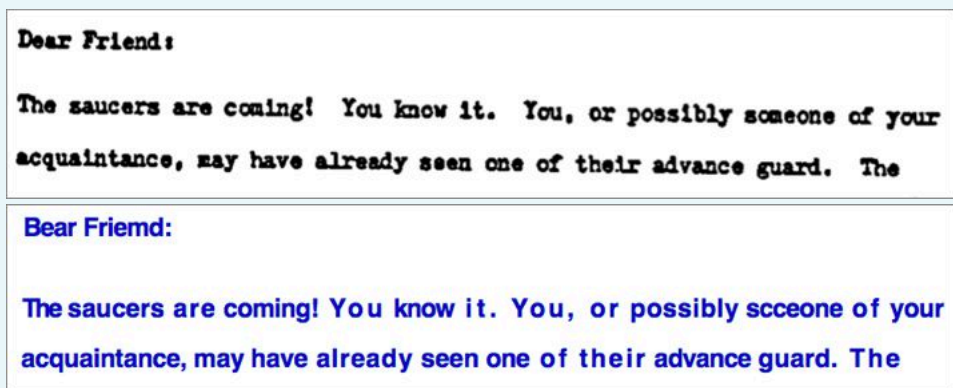 Dear Friend:
The saucers are coming! You know it. You, or possibly someone of your
acquaintance, may have already seen one of their advance guard. The
Bear Friemd:
The saucers are coming! You know it. You, or possibly scceone of your
acquaintance, may have already seen one of their advance guard. The